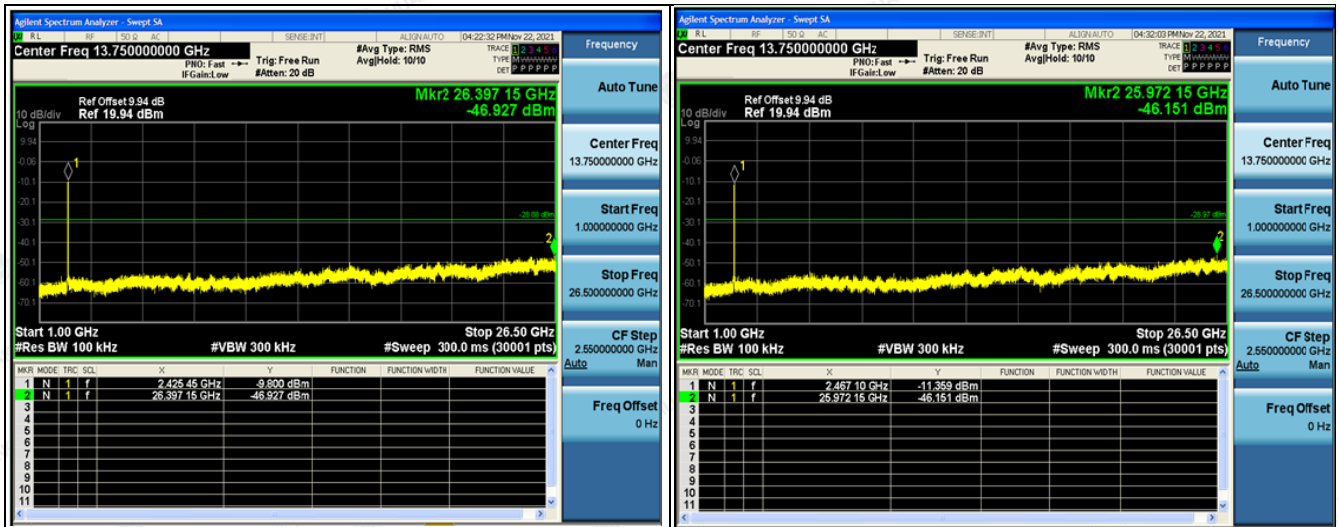 Agilent Spectrum Analyzer - Swept SA
RL RF 50 Ω AC SENSE:INT ALIGNAUTO 04:22:32 PM Nov 22, 2021
Center Freq 13.750000000 GHz
PNO: Fast
IFGain:Low
Trig: Free Run
#Atten: 20 dB
#Avg Type: RMS
Avg|Hold: 10/10
TRACE 1 2 3 4 5 6
TYPE M WWWWW
DET P P P P P P
Mkr2 26.397 15 GHz
-46.927 dBm
Ref Offset 9.94 dB
10 dB/div Ref 19.94 dBm
Log
9.94
-0.06
-10.1
-20.1
-30.1
-40.1
-50.1
-60.1
-70.1
1
-28.88 dBm
2
Start 1.00 GHz Stop 26.50 GHz
#Res BW 100 kHz #VBW 300 kHz #Sweep 300.0 ms (30001 pts)
MKR MODE TRC SCL X Y FUNCTION FUNCTION WIDTH FUNCTION VALUE
1 N 1 f 2.425 45 GHz -9.800 dBm
2 N 1 f 26.397 15 GHz -46.927 dBm
3
4
5
6
7
8
9
10
11
Frequency
Auto Tune
Center Freq
13.750000000 GHz
Start Freq
1.000000000 GHz
Stop Freq
26.500000000 GHz
CF Step
2.550000000 GHz
Auto Man
Freq Offset
0 Hz
Agilent Spectrum Analyzer - Swept SA
RL RF 50 Ω AC SENSE:INT ALIGNAUTO 04:32:03 PM Nov 22, 2021
Center Freq 13.750000000 GHz
PNO: Fast
IFGain:Low
Trig: Free Run
#Atten: 20 dB
#Avg Type: RMS
Avg|Hold: 10/10
TRACE 1 2 3 4 5 6
TYPE M WWWWW
DET P P P P P P
Mkr2 25.972 15 GHz
-46.151 dBm
Ref Offset 9.94 dB
10 dB/div Ref 19.94 dBm
Log
9.94
-0.06
-10.1
-20.1
-30.1
-40.1
-50.1
-60.1
-70.1
1
-28.97 dBm
2
Start 1.00 GHz Stop 26.50 GHz
#Res BW 100 kHz #VBW 300 kHz #Sweep 300.0 ms (30001 pts)
MKR MODE TRC SCL X Y FUNCTION FUNCTION WIDTH FUNCTION VALUE
1 N 1 f 2.467 10 GHz -11.359 dBm
2 N 1 f 25.972 15 GHz -46.151 dBm
3
4
5
6
7
8
9
10
11
Frequency
Auto Tune
Center Freq
13.750000000 GHz
Start Freq
1.000000000 GHz
Stop Freq
26.500000000 GHz
CF Step
2.550000000 GHz
Auto Man
Freq Offset
0 Hz